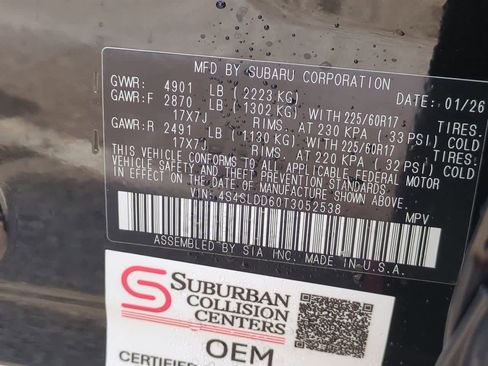 MFD BY SUBARU CORPORATION DATE: 01/26
GVWR: 4901 LB (2223 KG)
GAWR:F 2870 LB (1302 KG) WITH 225/60R17 TIRES.
17X7J RIMS. AT 230 KPA (33 PSI) COLD
GAWR:R 2491 LB (1130 KG) WITH 225/60R17 TIRES.
17X7J RIMS. AT 220 KPA (32 PSI) COLD
THIS VEHICLE CONFORMS TO ALL APPLICABLE FEDERAL MOTOR
VEHICLE SAFETY AND THEFT PREVENTION STANDARDS
IN EFFECT ON THE DATE OF MANUFACTURE SHOWN ABOVE.
VIN: 4S4SLDD60T3052538 MPV
ASSEMBLED BY SIA INC. MADE IN U.S.A.
SUBURBAN
COLLISION
CENTERS
OEM
CERTIFIED